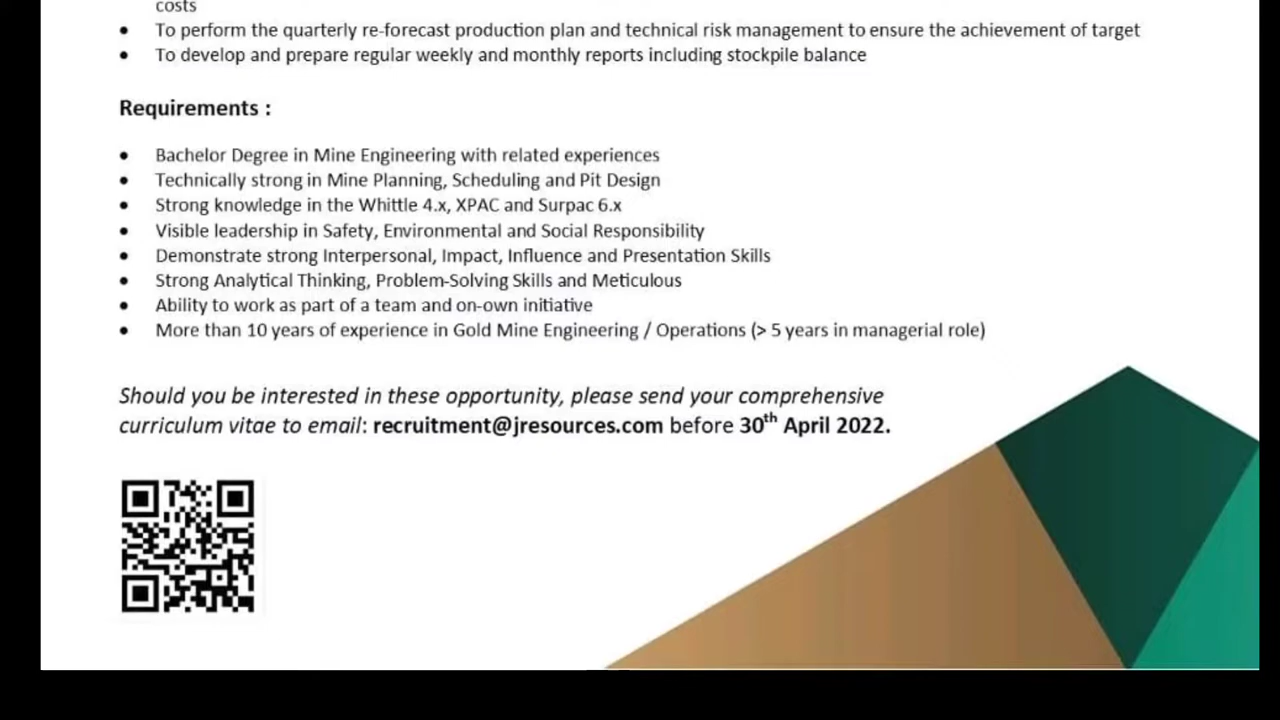 costs
• To perform the quarterly re-forecast production plan and technical risk management to ensure the achievement of target
• To develop and prepare regular weekly and monthly reports including stockpile balance
Requirements :
• Bachelor Degree in Mine Engineering with related experiences
• Technically strong in Mine Planning, Scheduling and Pit Design
• Strong knowledge in the Whittle 4.x, XPAC and Surpac 6.x
• Visible leadership in Safety, Environmental and Social Responsibility
• Demonstrate strong Interpersonal, Impact, Influence and Presentation Skills
• Strong Analytical Thinking, Problem-Solving Skills and Meticulous
• Ability to work as part of a team and on-own initiative
• More than 10 years of experience in Gold Mine Engineering / Operations (> 5 years in managerial role)
Should you be interested in these opportunity, please send your comprehensive
curriculum vitae to email: recruitment@jresources.com before 30th April 2022.